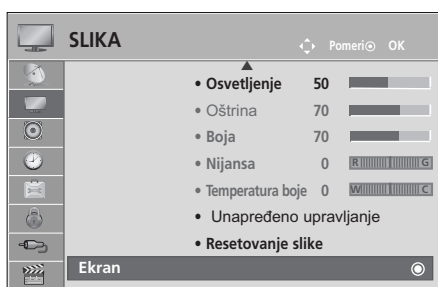 SLIKA
Pomeri OK
• Osvetljenje 50
• Oštrina 70
• Boja 70
• Nijansa 0 R G
• Temperatura boje 0 W C
• Unapređeno upravljanje
• Resetovanje slike
Ekran